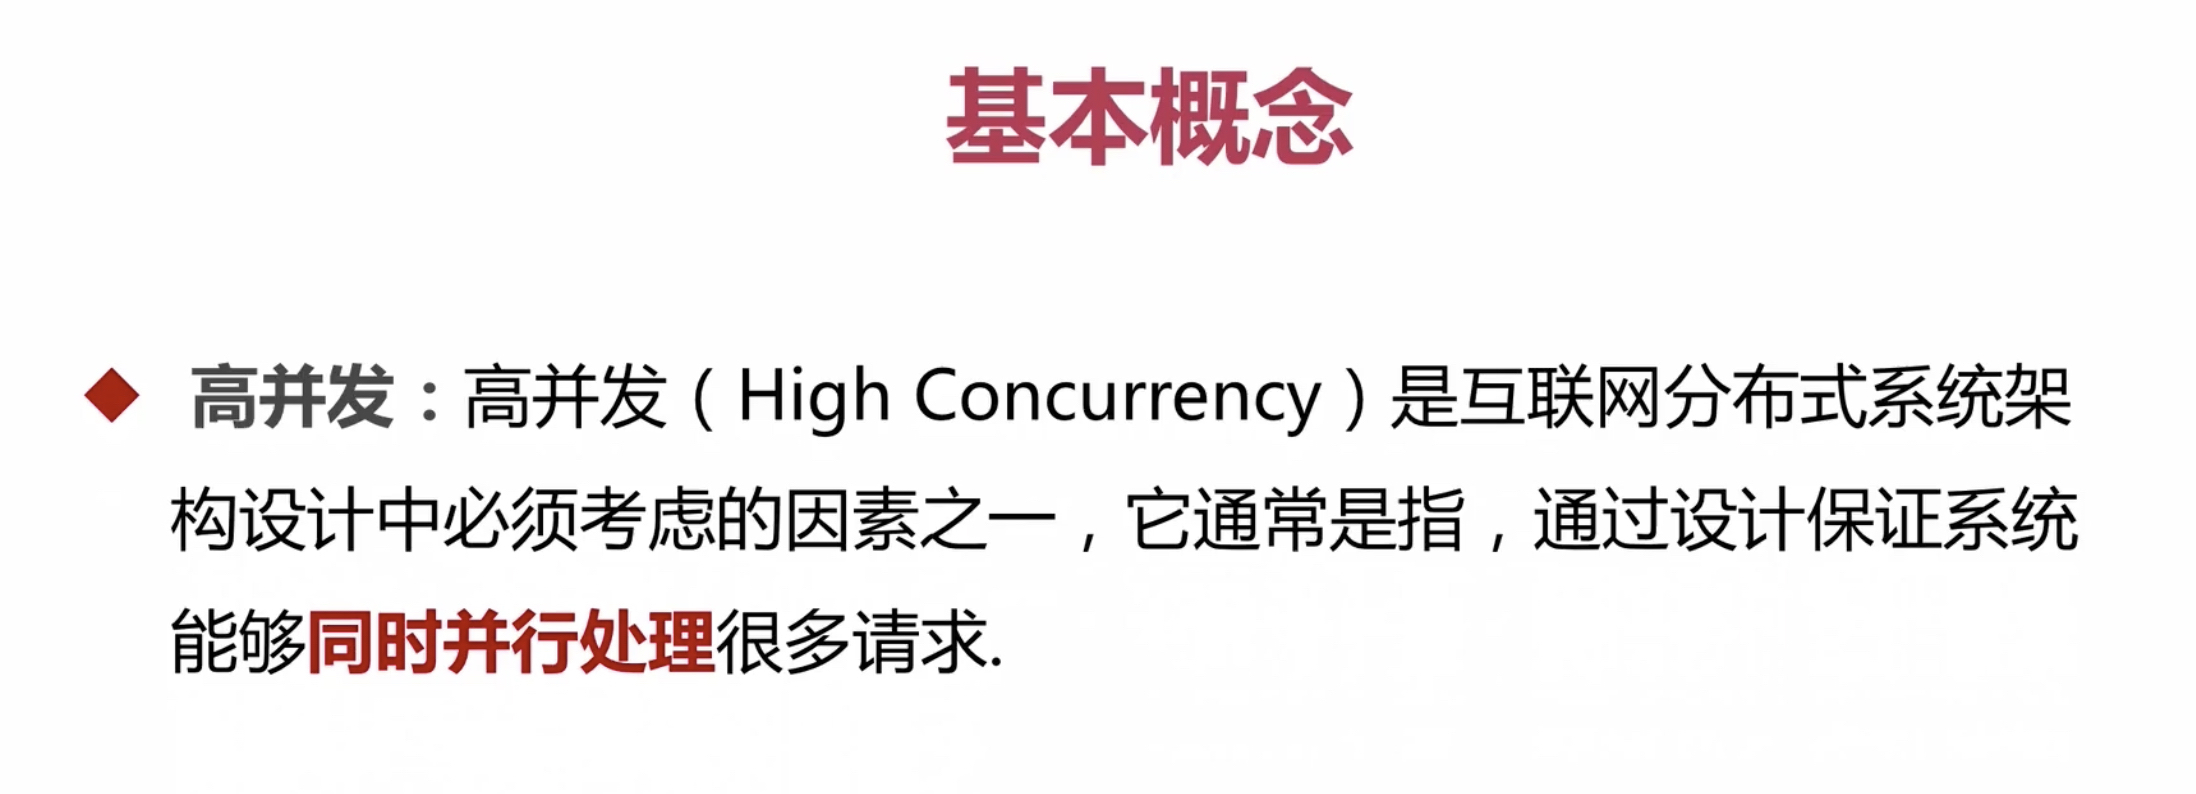 基本概念
高并发：高并发（High Concurrency）是互联网分布式系统架
构设计中必须考虑的因素之一，它通常是指，通过设计保证系统
能够同时并行处理很多请求.